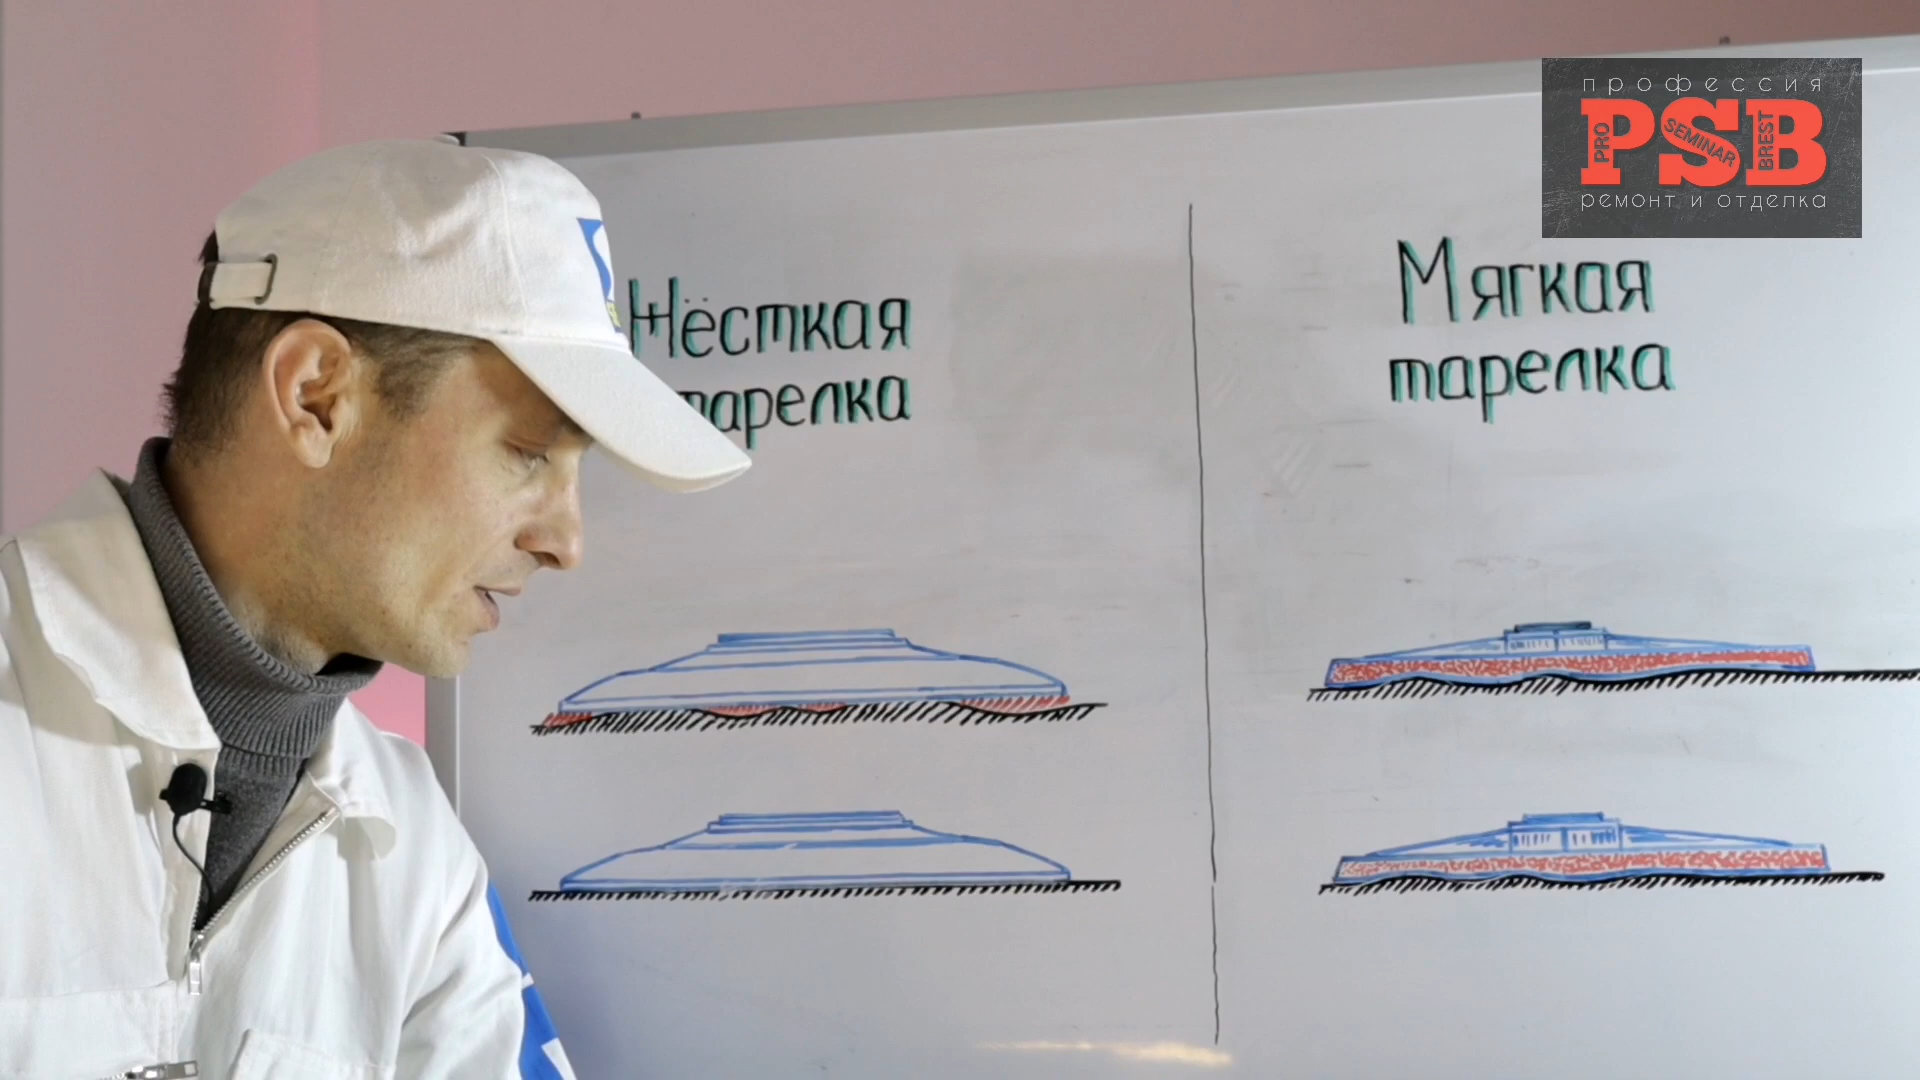 профессия
PRO
PSB
SEMINAR
BREST
ремонт и отделка
Жёсткая
тарелка
Мягкая
тарелка